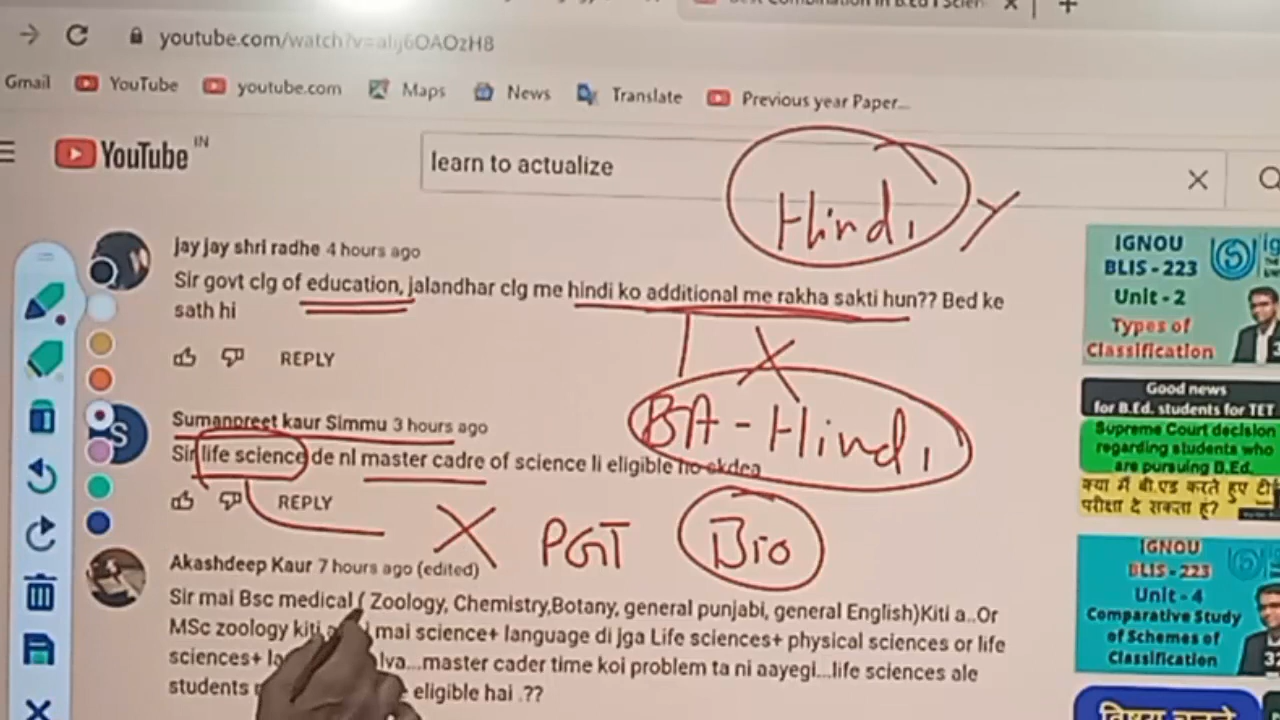 youtube.com/watch?v=alij6OAOzH8
Gmail YouTube youtube.com Maps News Translate Previous year Paper...
YouTube IN
learn to actualize
Hindi
jay jay shri radhe 4 hours ago
Sir govt clg of education, jalandhar clg me hindi ko additional me rakha sakti hun?? Bed ke
sath hi
REPLY
BA - Hindi
S
Sumanpreet kaur Simmu 3 hours ago
Sir life science de nl master cadre of science li eligible ho skdea
REPLY
PGT Bio
Akashdeep Kaur 7 hours ago (edited)
Sir mai Bsc medical ( Zoology, Chemistry,Botany, general punjabi, general English)Kiti a..Or
MSc zoology kiti mai science+ language di jga Life sciences+ physical sciences or life
sciences+ master cader time koi problem ta ni aayegi...life sciences ale
students eligible hai .??
IGNOU
BLIS - 223
Unit - 2
Types of
Classification
Good news
for B.Ed. students for TET
Supreme Court decision
regarding students who
are pursuing B.Ed.
क्या मैं बी.एड करते हुए
परीक्षा दे सकता हूं?
IGNOU
BLIS - 223
Unit - 4
Comparative Study
of Schemes of
Classification